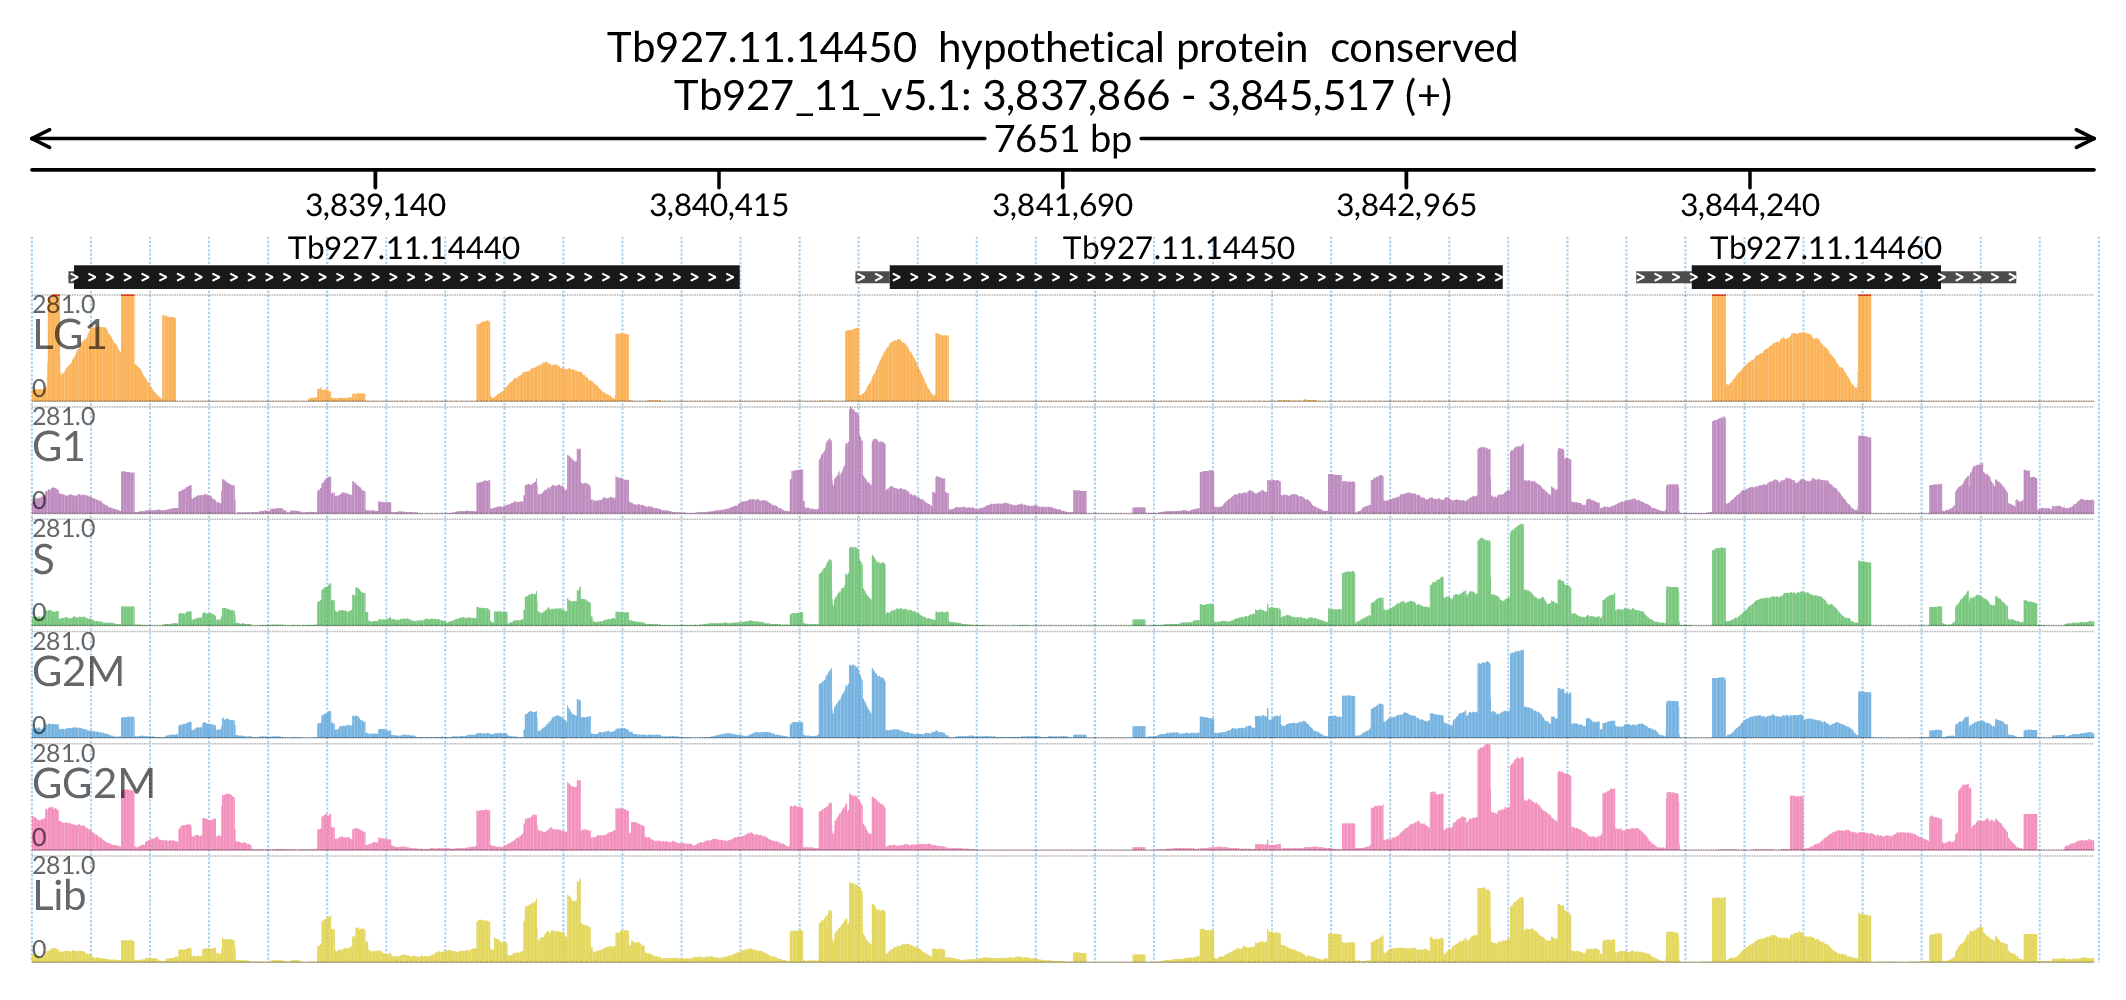 Tb927.11.14450 hypothetical protein conserved
Tb927_11_v5.1: 3,837,866 - 3,845,517 (+)
7651 bp
3,839,140 3,840,415 3,841,690 3,842,965 3,844,240
Tb927.11.14440 Tb927.11.14450 Tb927.11.14460
281.0
LG1
0
281.0
G1
0
281.0
S
0
281.0
G2M
0
281.0
GG2M
0
281.0
Lib
0